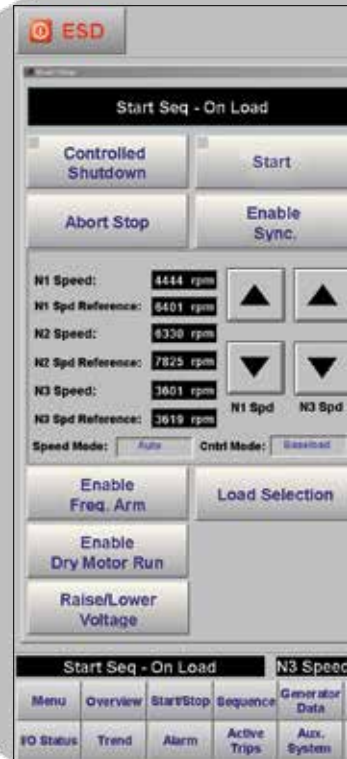 ESD
Start Seq - On Load
Controlled
Shutdown
Start
Abort Stop
Enable
Sync.
N1 Speed: 4444 rpm
N1 Spd Reference: 6401 rpm
N2 Speed: 6330 rpm
N2 Spd Reference: 7825 rpm
N3 Speed: 3601 rpm
N3 Spd Reference: 3619 rpm
N1 Spd N3 Spd
Speed Mode: Auto Cntrl Mode: Baseload
Enable
Freq. Arm
Load Selection
Enable
Dry Motor Run
Raise/Lower
Voltage
Start Seq - On Load N3 Speed
Menu Overview Start/Stop Sequence Generator
Data
I/O Status Trend Alarm Active
Trips Aux.
System